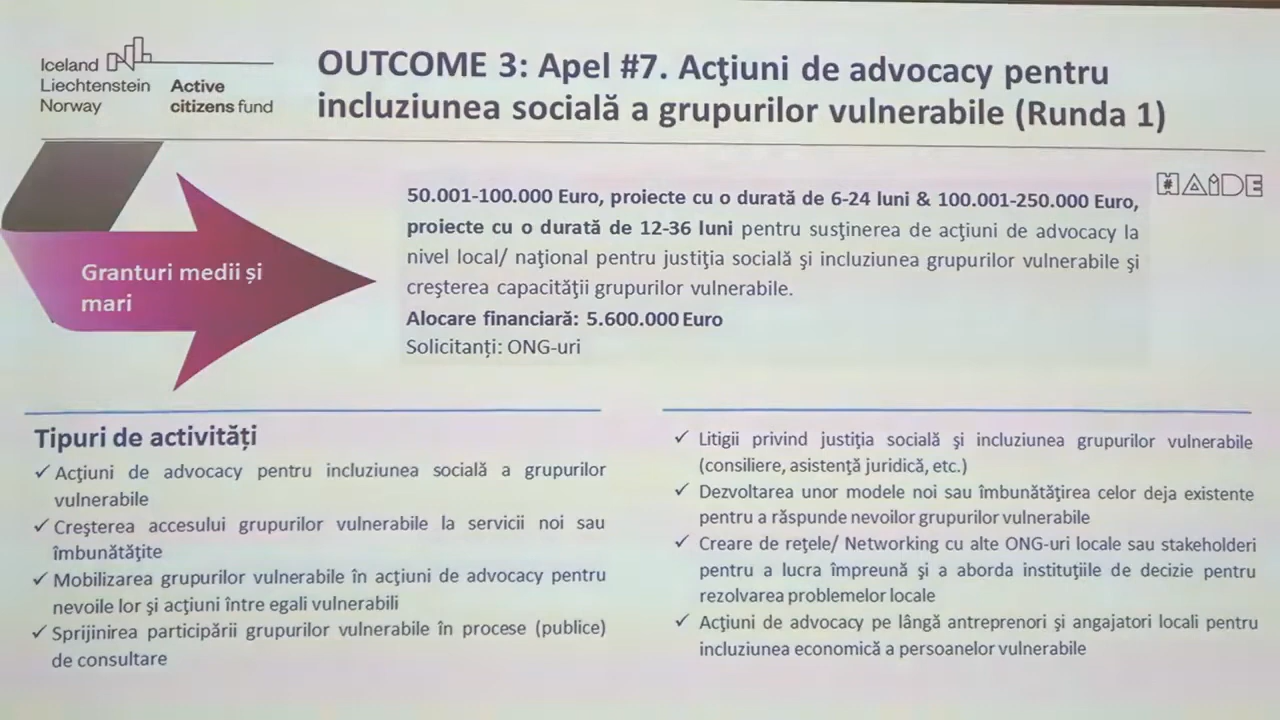 Iceland
Liechtenstein
Norway
Active
citizens fund
OUTCOME 3: Apel #7. Acţiuni de advocacy pentru
incluziunea socială a grupurilor vulnerabile (Runda 1)
#HAIDE
Granturi medii și
mari
50.001-100.000 Euro, proiecte cu o durată de 6-24 luni & 100.001-250.000 Euro,
proiecte cu o durată de 12-36 luni pentru susţinerea de acţiuni de advocacy la
nivel local/ naţional pentru justiţia socială şi incluziunea grupurilor vulnerabile şi
creşterea capacităţii grupurilor vulnerabile.
Alocare financiară: 5.600.000 Euro
Solicitanți: ONG-uri
Tipuri de activități
✓ Acţiuni de advocacy pentru incluziunea socială a grupurilor
vulnerabile
✓ Creşterea accesului grupurilor vulnerabile la servicii noi sau
îmbunătăţite
✓ Mobilizarea grupurilor vulnerabile în acţiuni de advocacy pentru
nevoile lor şi acţiuni între egali vulnerabili
✓ Sprijinirea participării grupurilor vulnerabile în procese (publice)
de consultare
✓ Litigii privind justiţia socială şi incluziunea grupurilor vulnerabile
(consiliere, asistenţă juridică, etc.)
✓ Dezvoltarea unor modele noi sau îmbunătăţirea celor deja existente
pentru a răspunde nevoilor grupurilor vulnerabile
✓ Creare de reţele/ Networking cu alte ONG-uri locale sau stakeholderi
pentru a lucra împreună şi a aborda instituţiile de decizie pentru
rezolvarea problemelor locale
✓ Acţiuni de advocacy pe lângă antreprenori şi angajatori locali pentru
incluziunea economică a persoanelor vulnerabile